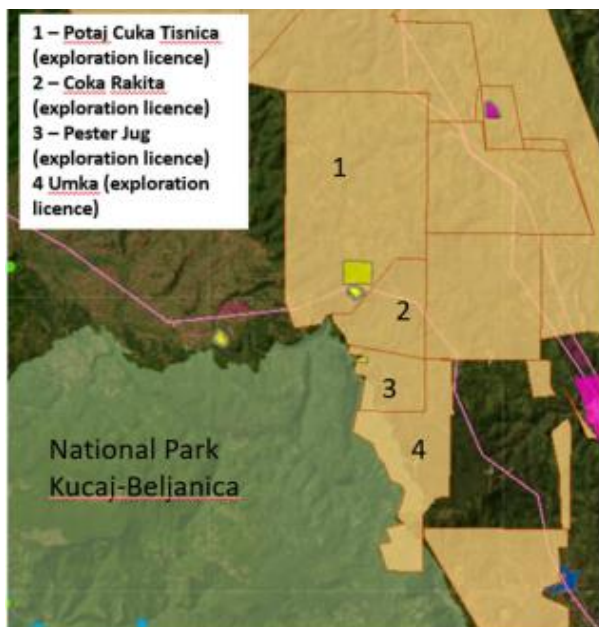 1 – Potaj Cuka Tisnica
(exploration licence)
2 – Coka Rakita
(exploration licence)
3 – Pester Jug
(exploration licence)
4 Umka (exploration
licence)
1
2
3
4
National Park
Kucaj-Beljanica